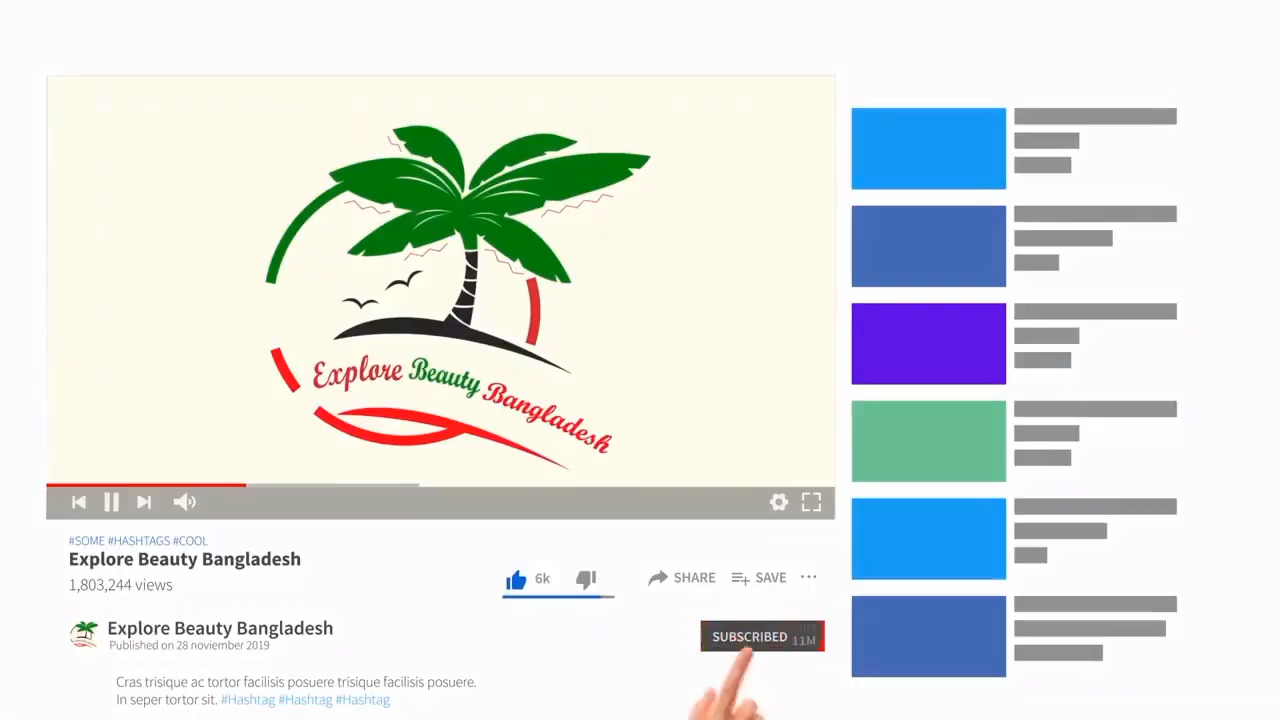 Explore Beauty Bangladesh
#SOME #HASHTAGS #COOL
Explore Beauty Bangladesh
1,803,244 views
6k
SHARE
SAVE
Explore Beauty Bangladesh
Published on 28 noviember 2019
SUBSCRIBED 11M
Cras trisique ac tortor facilisis posuere trisique facilisis posuere.
In seper tortor sit. #Hashtag #Hashtag #Hashtag